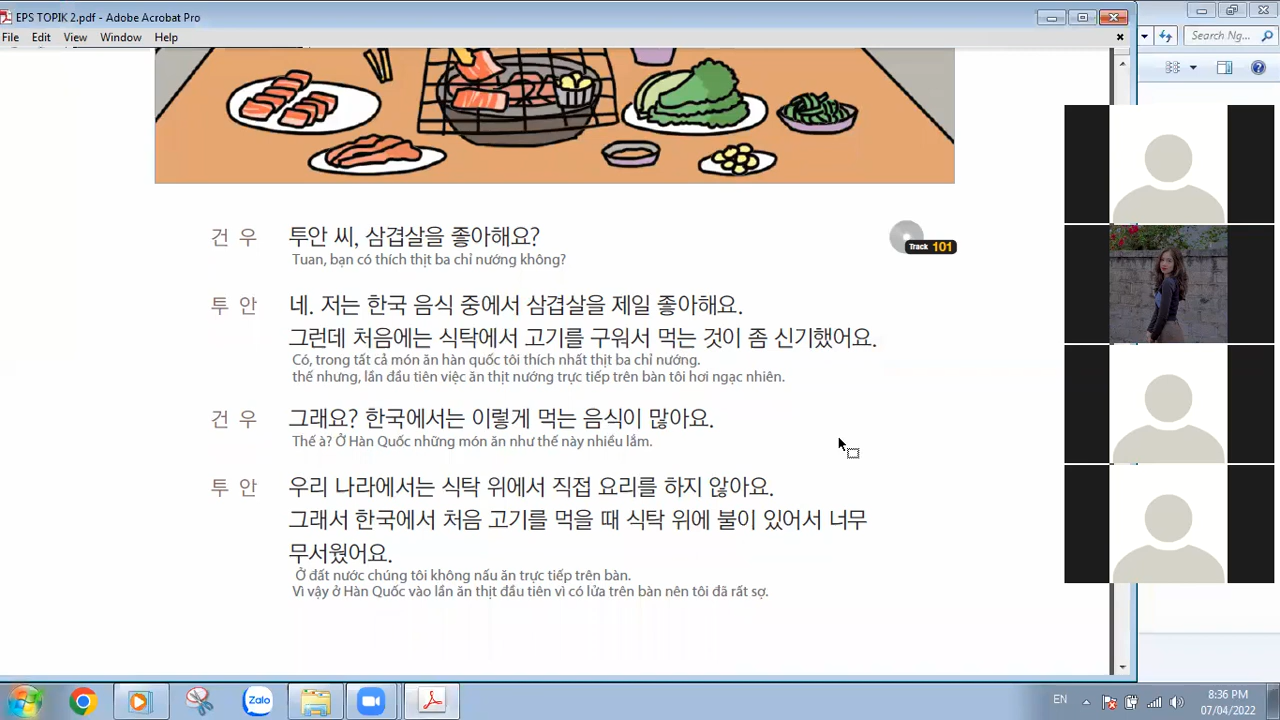 EPS TOPIK 2.pdf - Adobe Acrobat Pro
File Edit View Window Help
Search Ng...
건 우 투안 씨, 삼겹살을 좋아해요?
Track 101
Tuan, bạn có thích thịt ba chỉ nướng không?
투 안 네. 저는 한국 음식 중에서 삼겹살을 제일 좋아해요.
그런데 처음에는 식탁에서 고기를 구워서 먹는 것이 좀 신기했어요.
Có, trong tất cả món ăn hàn quốc tôi thích nhất thịt ba chỉ nướng.
thế nhưng, lần đầu tiên việc ăn thịt nướng trực tiếp trên bàn tôi hơi ngạc nhiên.
건 우 그래요? 한국에서는 이렇게 먹는 음식이 많아요.
Thế à? Ở Hàn Quốc những món ăn như thế này nhiều lắm.
투 안 우리 나라에서는 식탁 위에서 직접 요리를 하지 않아요.
그래서 한국에서 처음 고기를 먹을 때 식탁 위에 불이 있어서 너무
무서웠어요.
Ở đất nước chúng tôi không nấu ăn trực tiếp trên bàn.
Vì vậy ở Hàn Quốc vào lần ăn thịt đầu tiên vì có lửa trên bàn nên tôi đã rất sợ.
Zalo
EN
8:36 PM
07/04/2022